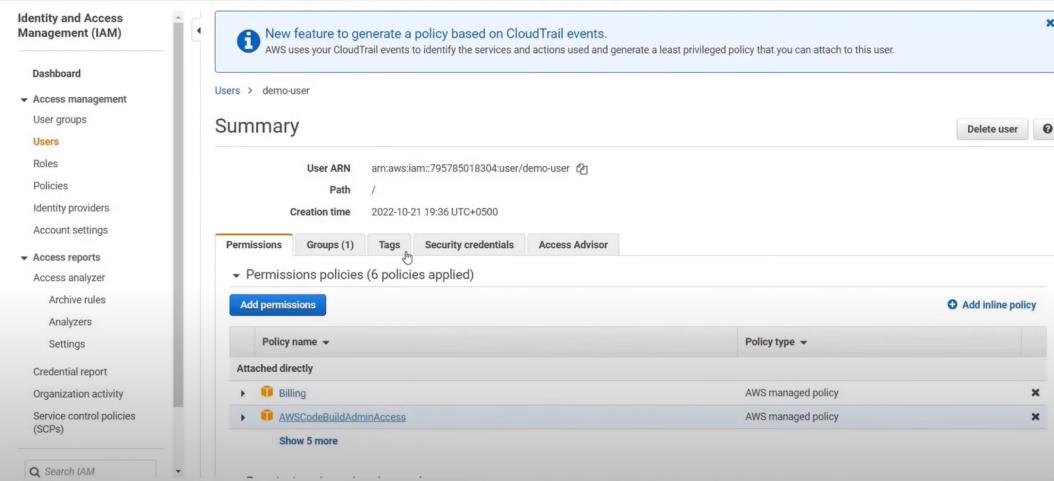 Identity and Access
Management (IAM)
Dashboard
Access management
User groups
Users
Roles
Policies
Identity providers
Account settings
Access reports
Access analyzer
Archive rules
Analyzers
Settings
Credential report
Organization activity
Service control policies
(SCPs)
Search IAM
New feature to generate a policy based on CloudTrail events.
AWS uses your CloudTrail events to identify the services and actions used and generate a least privileged policy that you can attach to this user.
Users > demo-user
Summary
Delete user
User ARN arn:aws:iam::795785018304:user/demo-user
Path /
Creation time 2022-10-21 19:36 UTC+0500
Permissions Groups (1) Tags Security credentials Access Advisor
Permissions policies (6 policies applied)
Add permissions Add inline policy
Policy name Policy type
Attached directly
Billing AWS managed policy
AWSCodeBuildAdminAccess AWS managed policy
Show 5 more